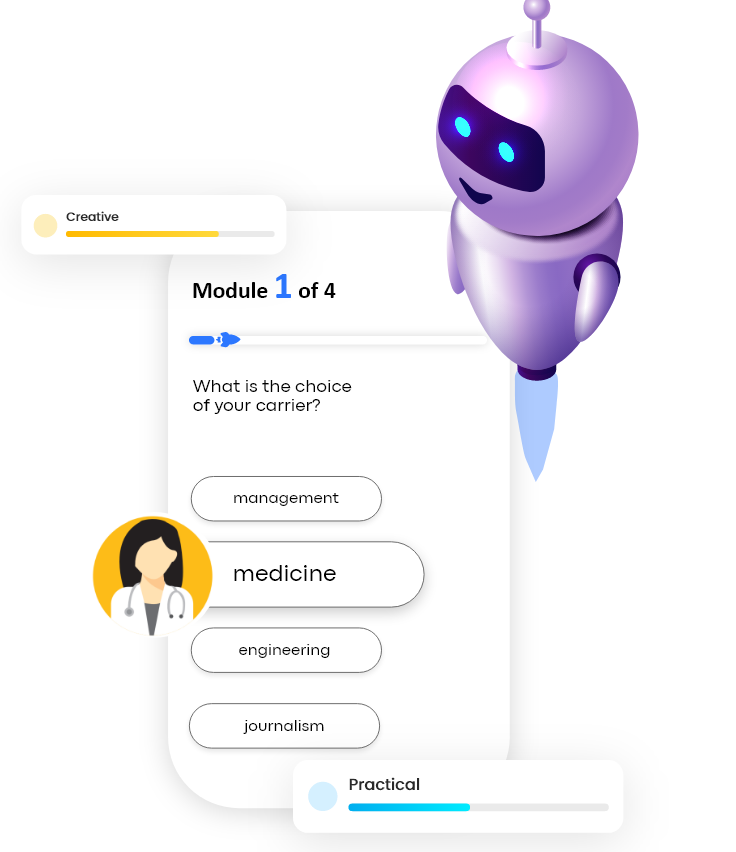 Creative
Module 1 of 4
What is the choice
of your carrier?
management
medicine
engineering
journalism
Practical